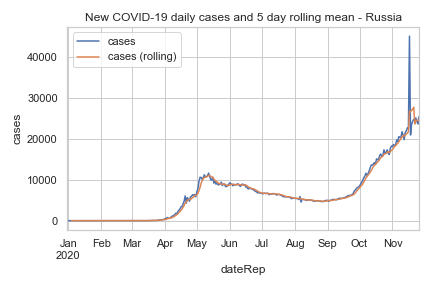 New COVID-19 daily cases and 5 day rolling mean - Russia
cases
cases (rolling)
40000
30000
20000
10000
0
cases
Jan Feb Mar Apr May Jun Jul Aug Sep Oct Nov
2020
dateRep